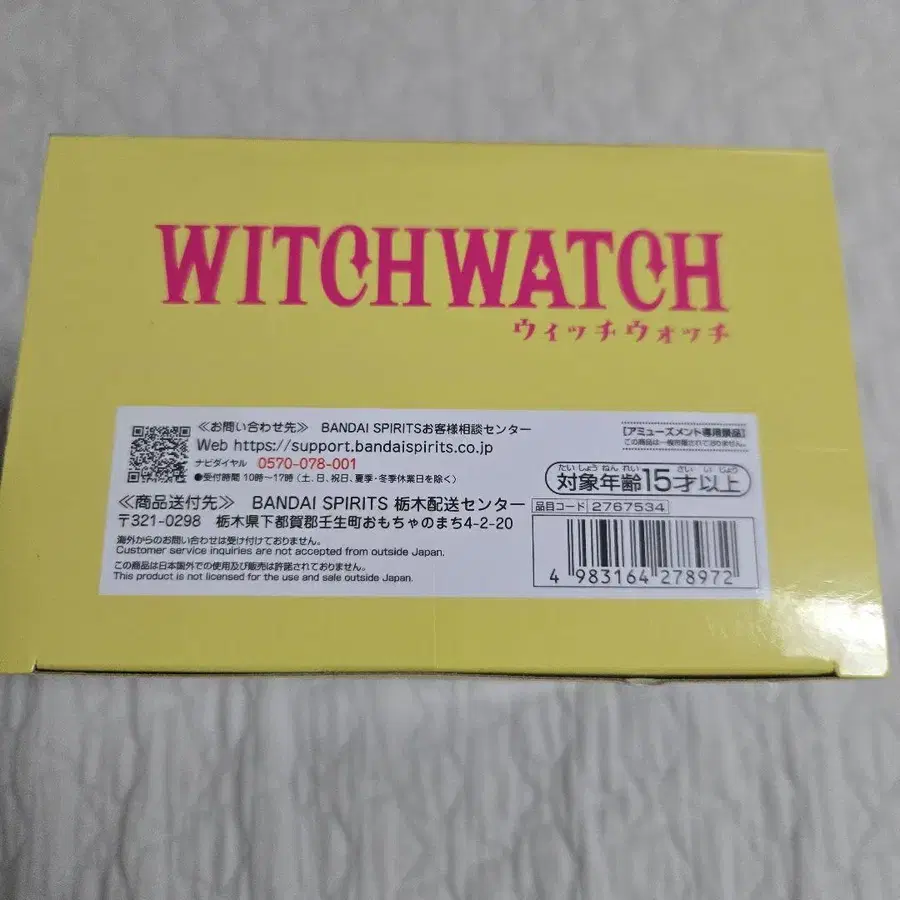 WITCHWATCH
ウィッチウォッチ
≪お問い合わせ先≫ BANDAI SPIRITSお客様相談センター
Web https://support.bandaispirits.co.jp
ナビダイヤル 0570-078-001
●受付時間 10時~17時(土、日、祝日、夏季・冬季休業日を除く)
≪商品送付先≫ BANDAI SPIRITS 栃木配送センター
〒321-0298 栃木県下都賀郡壬生町おもちゃのまち4-2-20
海外からのお問い合わせは受け付けておりません。
Customer service inquiries are not accepted from outside Japan.
この商品は日本国外での使用及び販売は許諾されておりません。
This product is not licensed for the use and sale outside Japan.
[アミューズメント専用景品]
この商品は一般市販されておりません。
たいしょうねんれい さいいじょう
対象年齢15才以上
品目コード 2767534
4 983164 278972